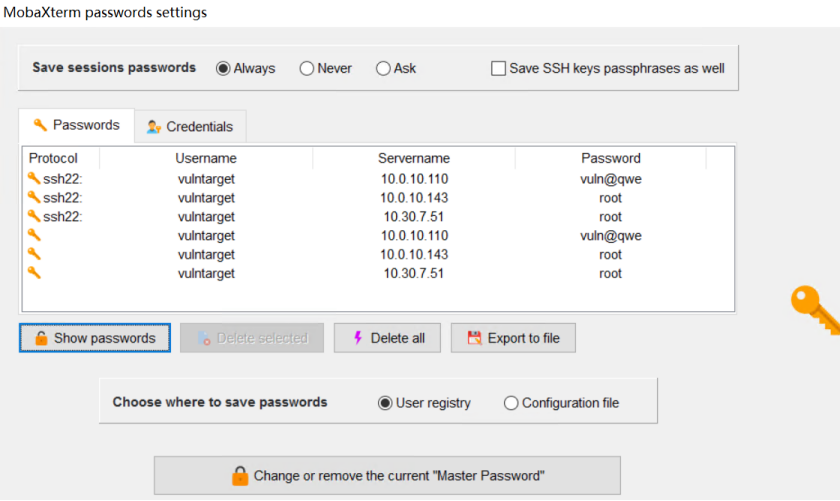 MobaXterm passwords settings
Save sessions passwords Always Never Ask Save SSH keys passphrases as well
Passwords Credentials
Protocol Username Servername Password
ssh22: vulntarget 10.0.10.110 vuln@qwe
ssh22: vulntarget 10.0.10.143 root
ssh22: vulntarget 10.30.7.51 root
vulntarget 10.0.10.110 vuln@qwe
vulntarget 10.0.10.143 root
vulntarget 10.30.7.51 root
Show passwords Delete selected Delete all Export to file
Choose where to save passwords User registry Configuration file
Change or remove the current "Master Password"